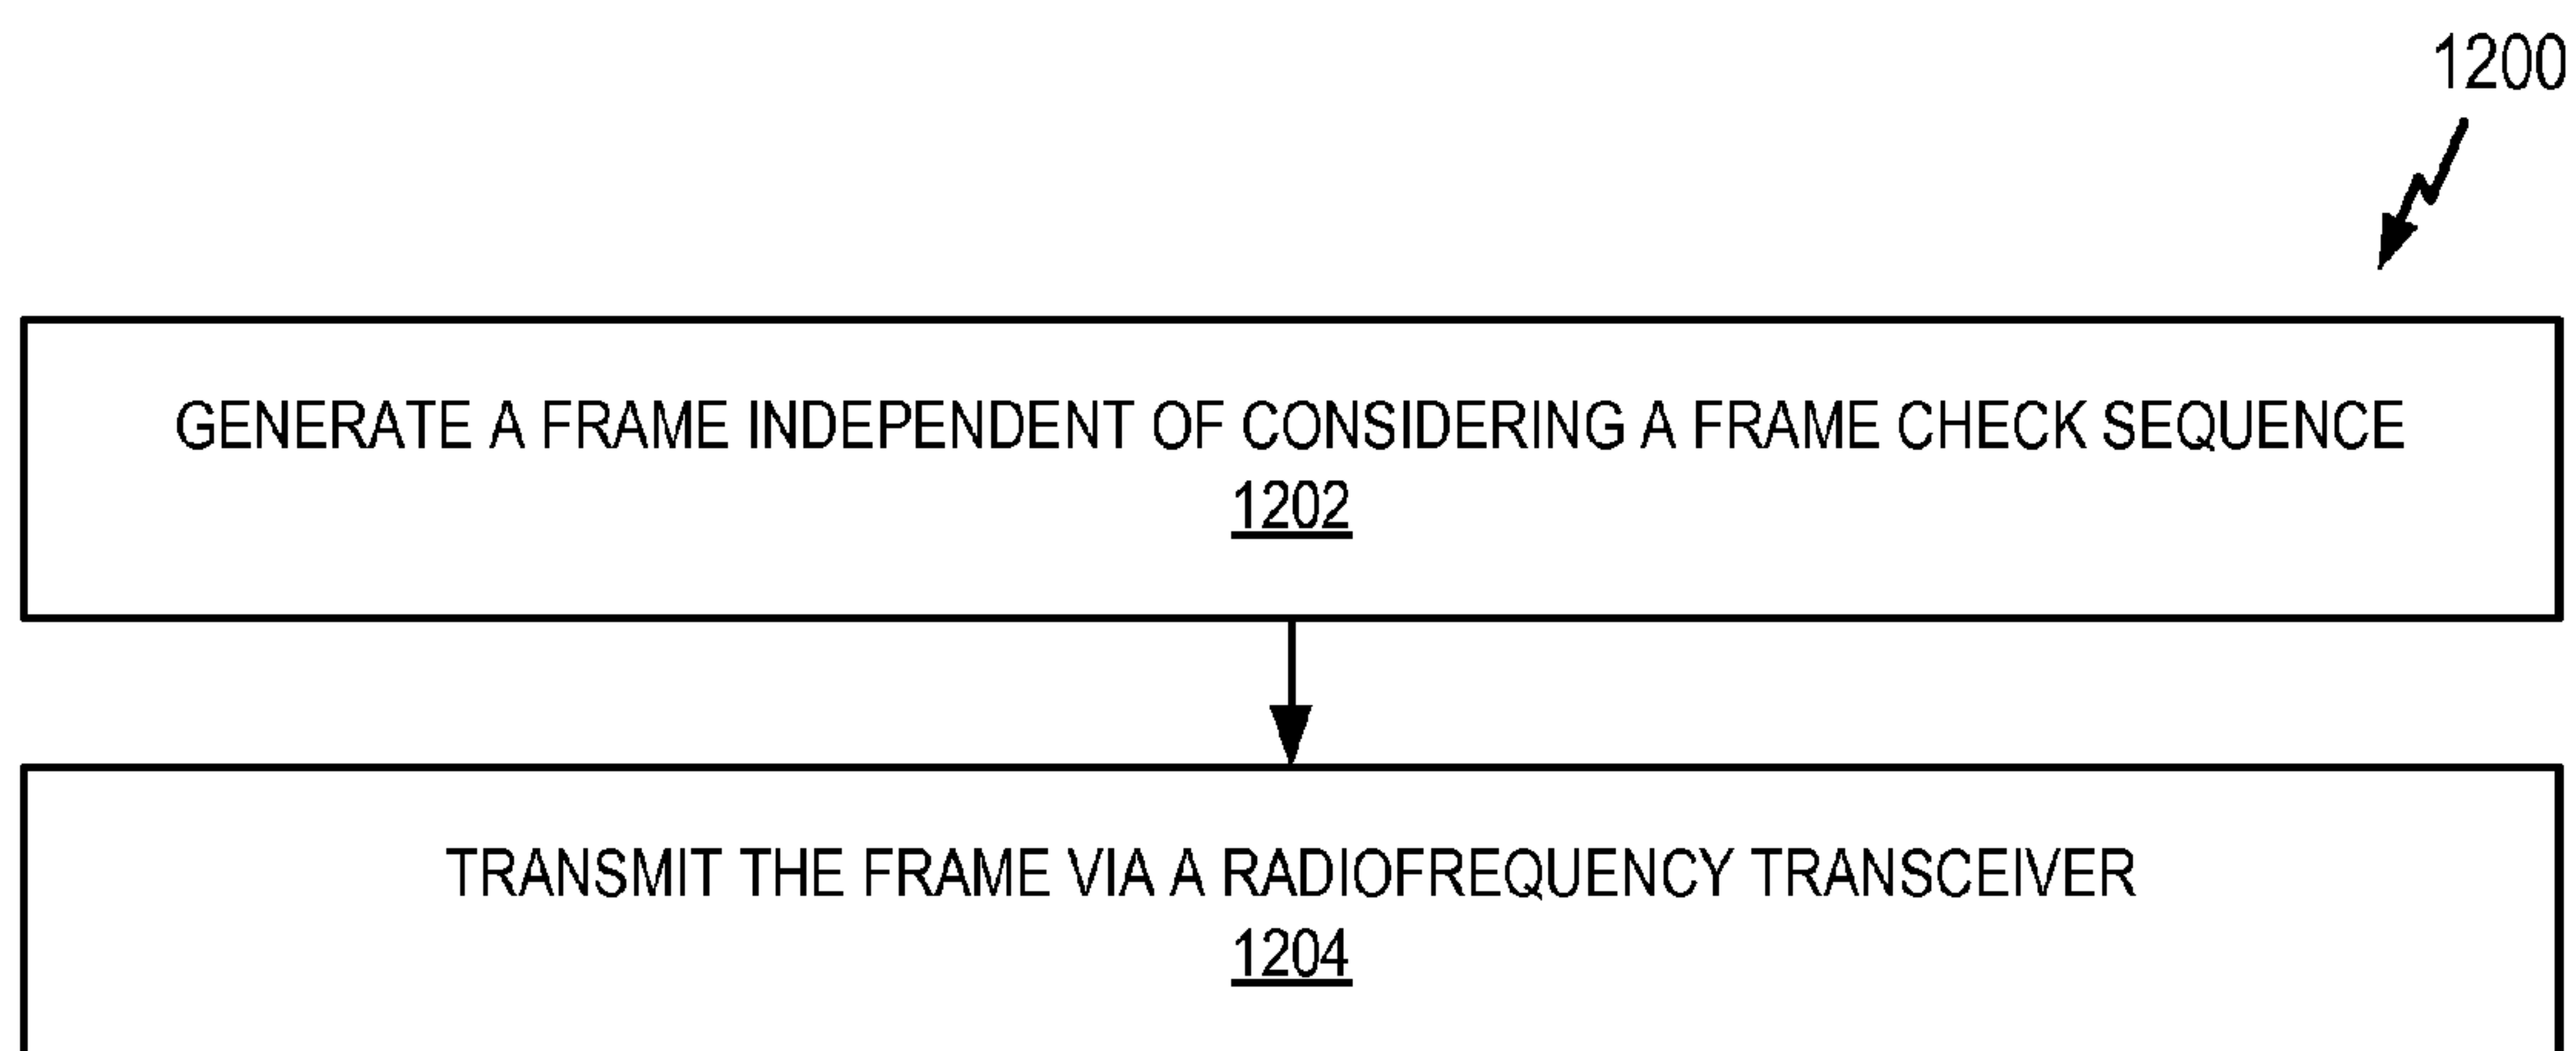 1200
GENERATE A FRAME INDEPENDENT OF CONSIDERING A FRAME CHECK SEQUENCE
1202
TRANSMIT THE FRAME VIA A RADIOFREQUENCY TRANSCEIVER
1204